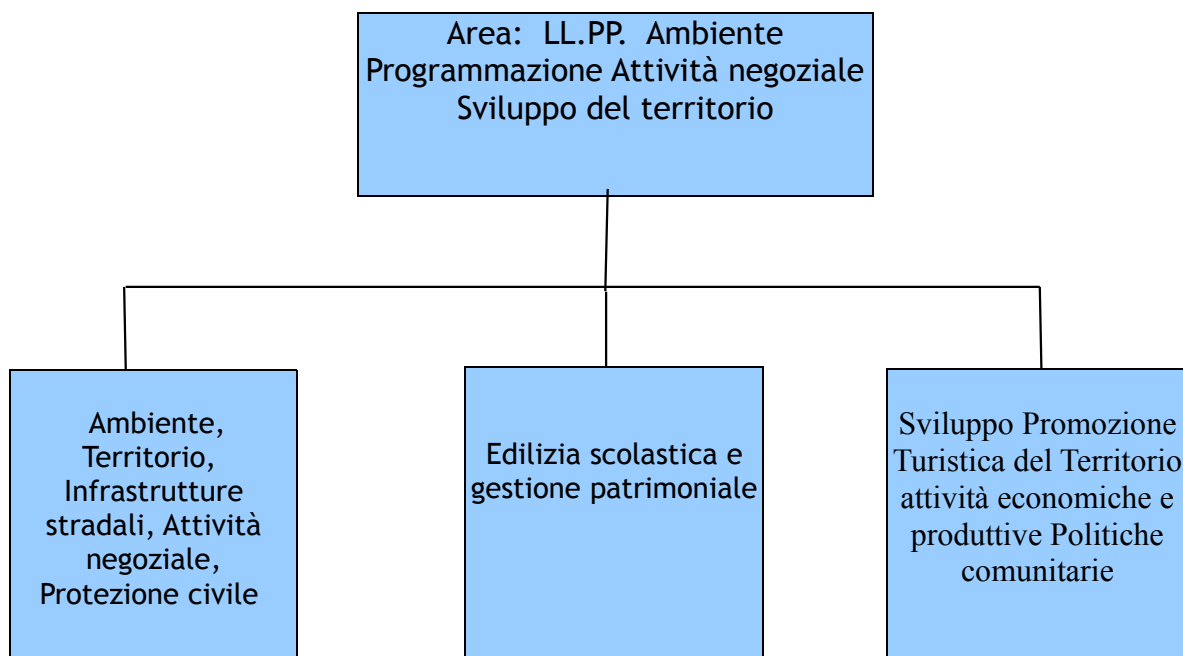 Area: LL.PP. Ambiente
Programmazione Attività negoziale
Sviluppo del territorio
Ambiente,
Territorio,
Infrastrutture
stradali, Attività
negoziale,
Protezione civile
Edilizia scolastica e
gestione patrimoniale
Sviluppo Promozione
Turistica del Territorio
attività economiche e
produttive Politiche
comunitarie